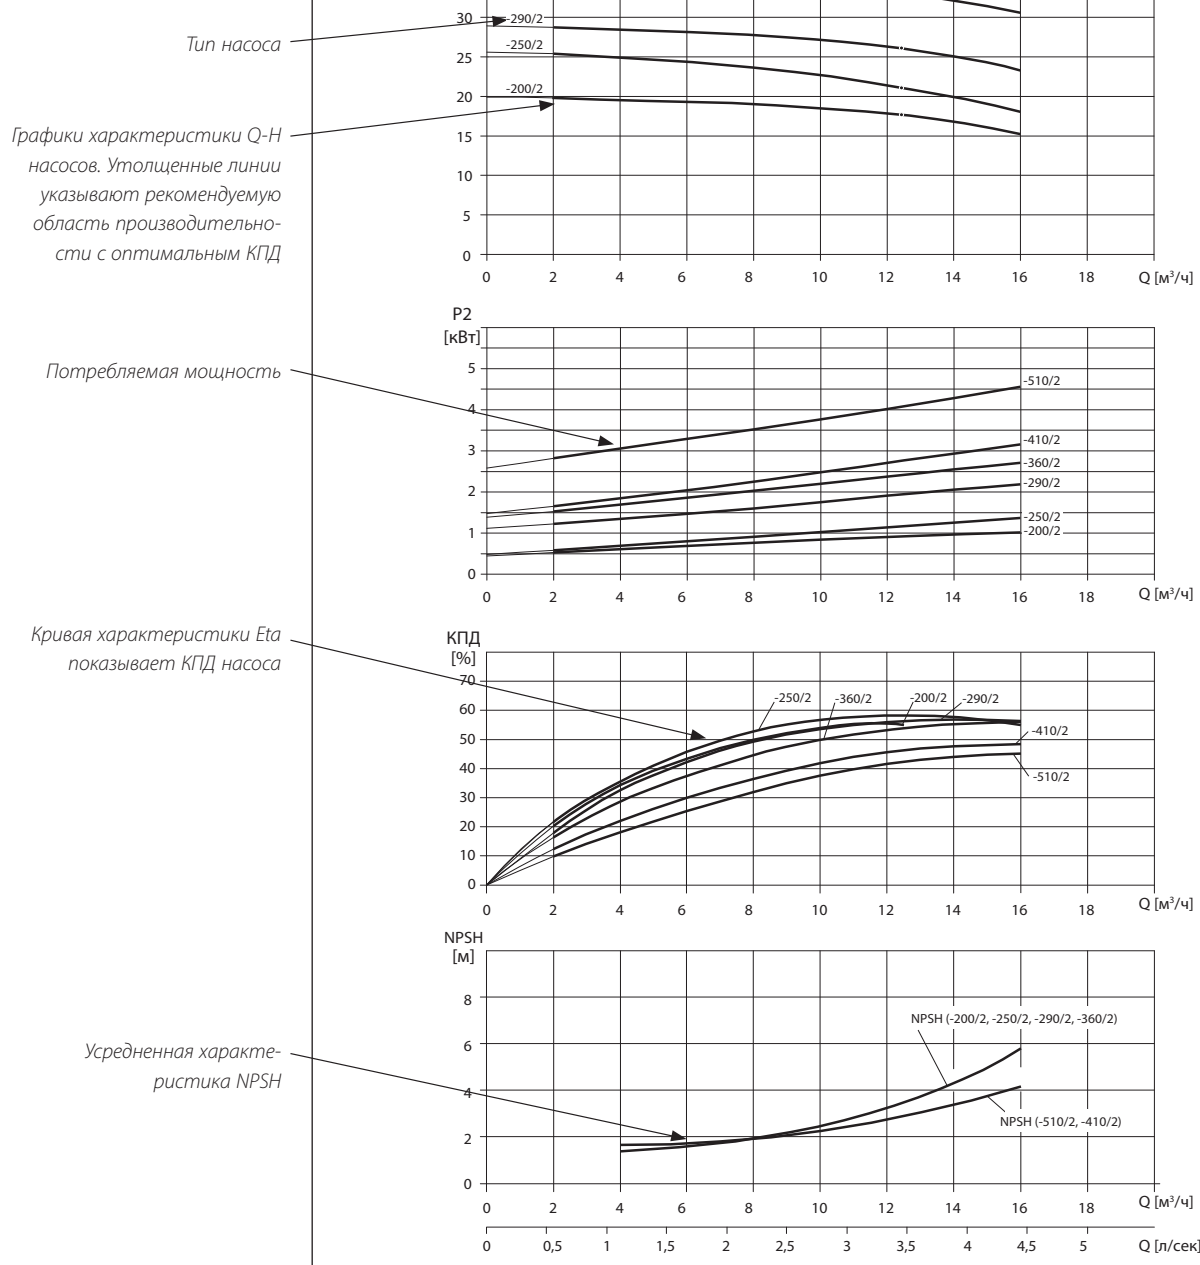 Тип насоса
Графики характеристики Q-H
насосов. Утолщенные линии
указывают рекомендуемую
область производительно-
сти с оптимальным КПД
30
25
20
15
10
5
0
-290/2
-250/2
-200/2
0 2 4 6 8 10 12 14 16 18 Q [м³/ч]
Потребляемая мощность
P2
[кВт]
5
4
3
2
1
0
-510/2
-410/2
-360/2
-290/2
-250/2
-200/2
0 2 4 6 8 10 12 14 16 18 Q [м³/ч]
Кривая характеристики Eta
показывает КПД насоса
КПД
[%]
70
60
50
40
30
20
10
0
-250/2 -360/2 -200/2 -290/2
-410/2
-510/2
0 2 4 6 8 10 12 14 16 18 Q [м³/ч]
Усредненная характе-
ристика NPSH
NPSH
[м]
8
6
4
2
0
NPSH (-200/2, -250/2, -290/2, -360/2)
NPSH (-510/2, -410/2)
0 2 4 6 8 10 12 14 16 18 Q [м³/ч]
0 0,5 1 1,5 2 2,5 3 3,5 4 4,5 5 Q [л/сек]